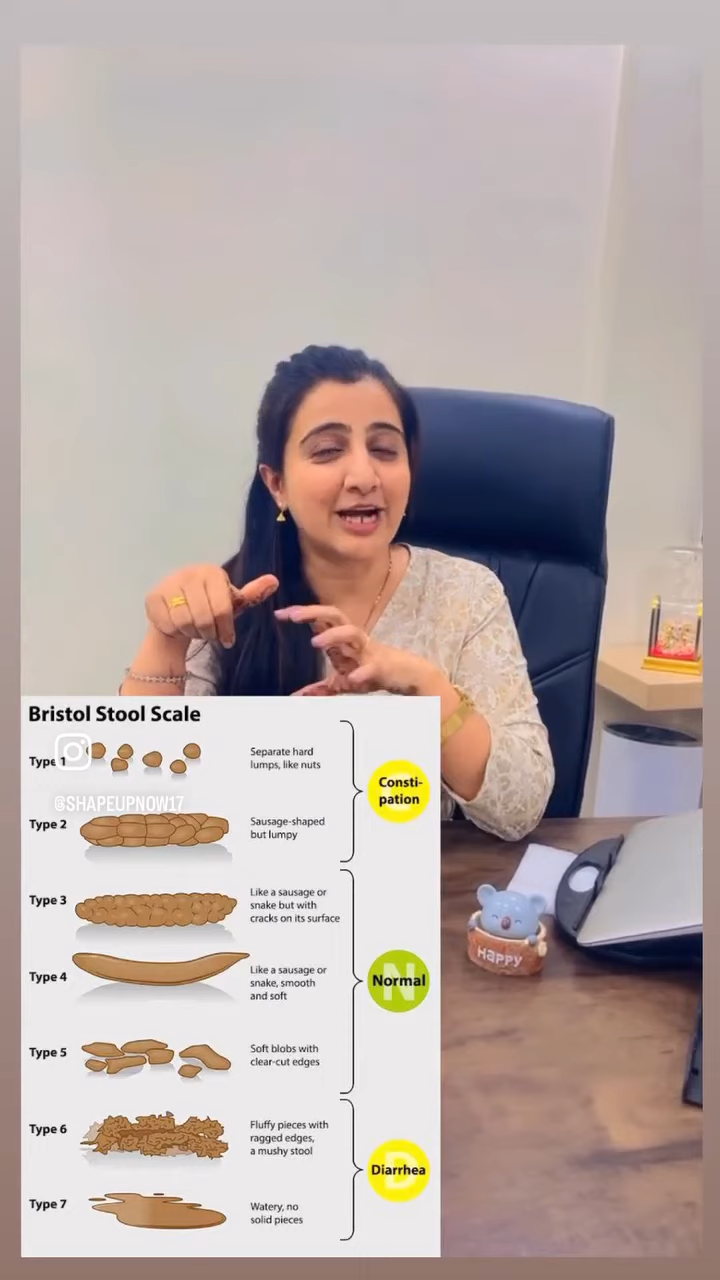 Bristol Stool Scale
Type 1
Separate hard
lumps, like nuts
@SHAPEUPNOW17
Type 2
Sausage-shaped
but lumpy
Consti-
pation
Type 3
Like a sausage or
snake but with
cracks on its surface
Type 4
Like a sausage or
snake, smooth
and soft
Type 5
Soft blobs with
clear-cut edges
Normal
Type 6
Fluffy pieces with
ragged edges,
a mushy stool
Type 7
Watery, no
solid pieces
Diarrhea
HAPPY